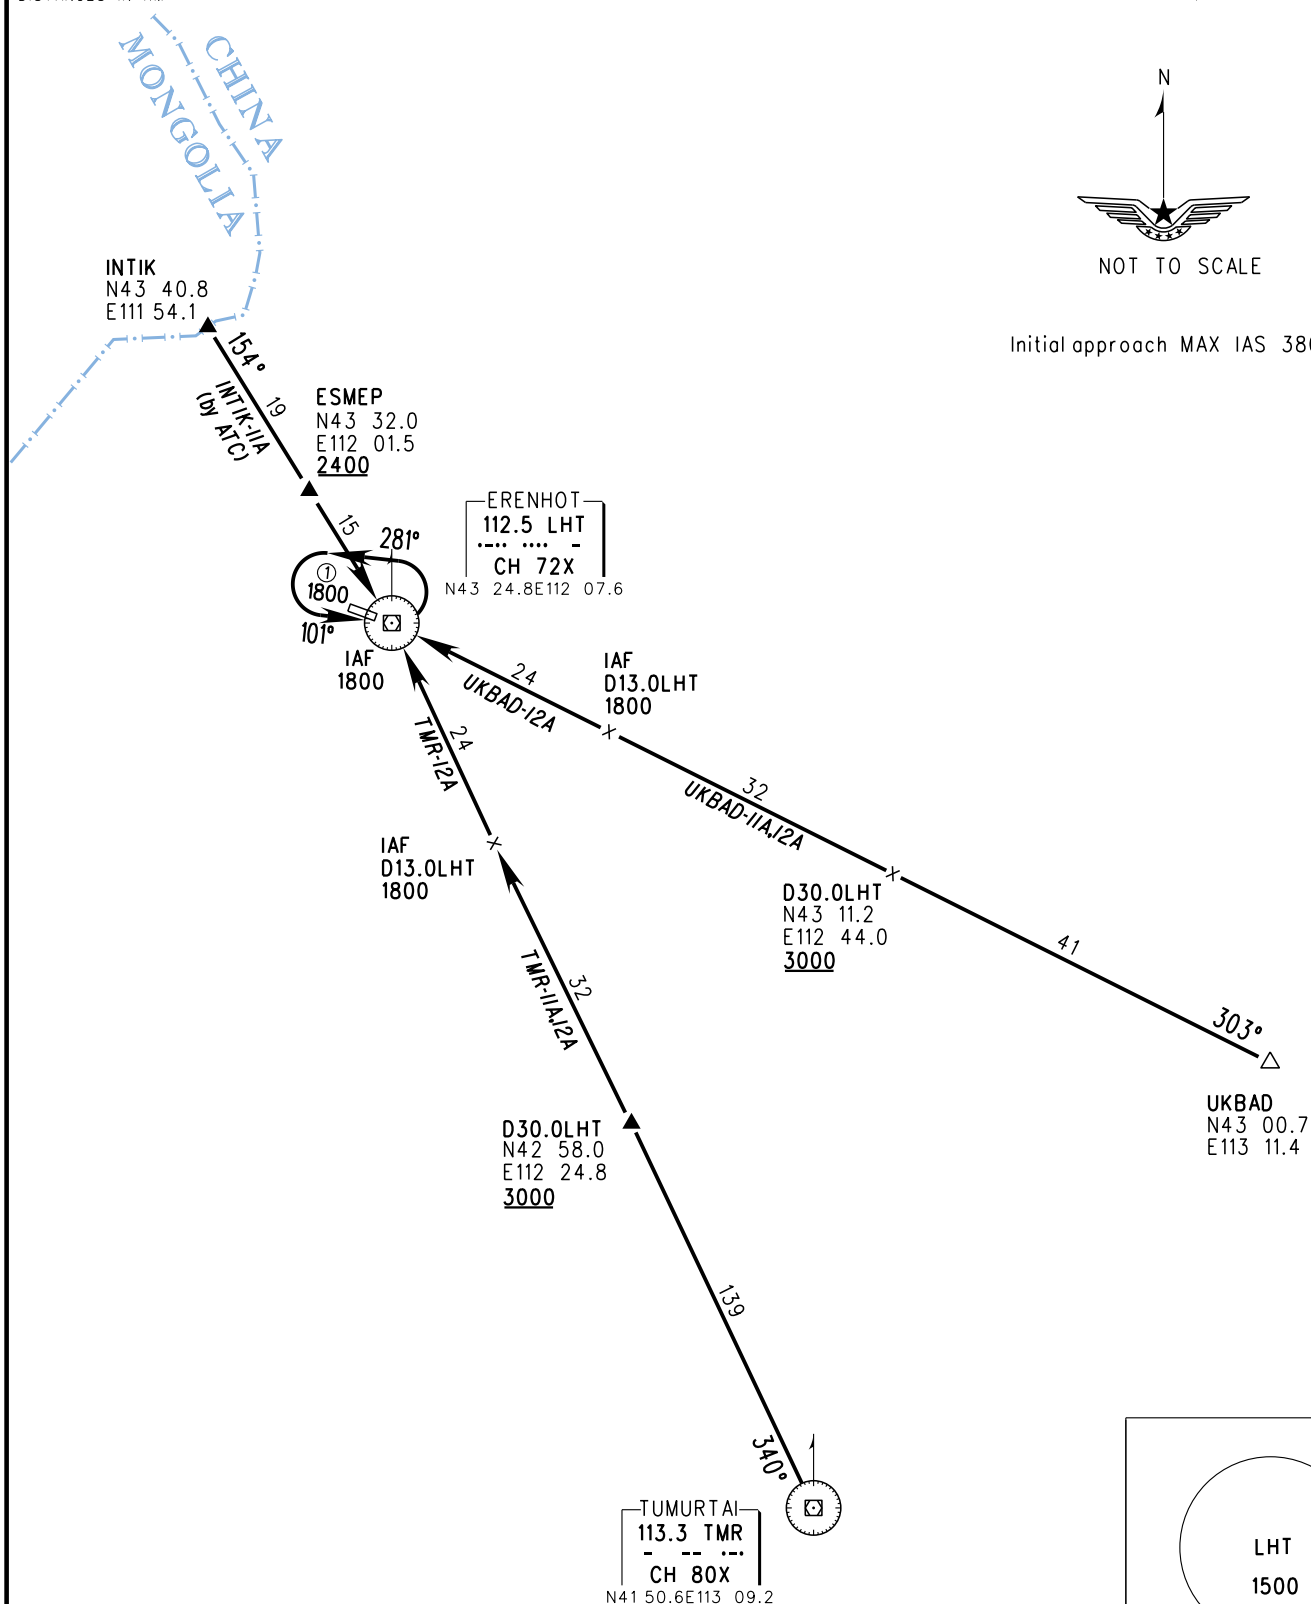 CHINA
MONGOLIA
N
NOT TO SCALE
Initial approach MAX IAS
INTIK
N43 40.8
E111 54.1
154°
19
INTIK-11A
(by ATC)
ESMEP
N43 32.0
E112 01.5
2400
15
281°
①
1800
101°
IAF
1800
ERENHOT
112.5 LHT
CH 72X
N43 24.8E112 07.6
24
UKBAD-12A
IAF
D13.0LHT
1800
24
TMR-12A
32
UKBAD-11A,12A
IAF
D13.0LHT
1800
D30.0LHT
N43 11.2
E112 44.0
3000
41
303°
UKBAD
N43 00.7
E113 11.4
32
TMR-11A,12A
D30.0LHT
N42 58.0
E112 24.8
3000
139
340°
TUMURTAI
113.3 TMR
CH 80X
N41 50.6E113 09.2
LHT
1500